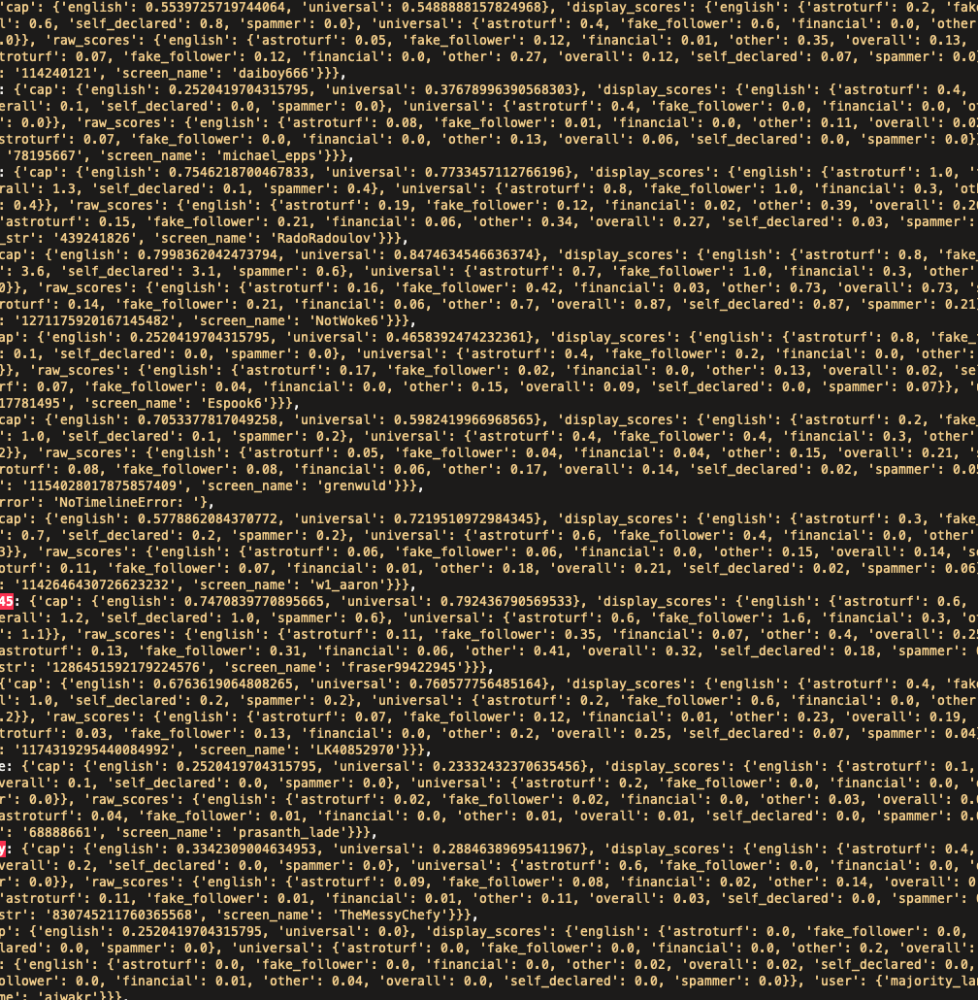 'cap': {'english': 0.5539725719744064, 'universal': 0.5488888157824968}, 'display_scores': {'english': {'astroturf': 0.2, 'fake
l': 0.6, 'self_declared': 0.8, 'spammer': 0.0}, 'universal': {'astroturf': 0.4, 'fake_follower': 0.6, 'financial': 0.0, 'other
.0}}, 'raw_scores': {'english': {'astroturf': 0.05, 'fake_follower': 0.12, 'financial': 0.01, 'other': 0.35, 'overall': 0.13,
troturf': 0.07, 'fake_follower': 0.12, 'financial': 0.0, 'other': 0.27, 'overall': 0.12, 'self_declared': 0.07, 'spammer': 0.0
: '114240121', 'screen_name': 'daiboy666'}}},
: {'cap': {'english': 0.2520419704315795, 'universal': 0.37678996390568303}, 'display_scores': {'english': {'astroturf': 0.4,
erall': 0.1, 'self_declared': 0.0, 'spammer': 0.0}, 'universal': {'astroturf': 0.4, 'fake_follower': 0.0, 'financial': 0.0, 'o
': 0.0}}, 'raw_scores': {'english': {'astroturf': 0.08, 'fake_follower': 0.01, 'financial': 0.0, 'other': 0.11, 'overall': 0.0
stroturf': 0.07, 'fake_follower': 0.0, 'financial': 0.0, 'other': 0.13, 'overall': 0.06, 'self_declared': 0.0, 'spammer': 0.0}
'78195667', 'screen_name': 'michael_epps'}}},
: {'cap': {'english': 0.7546218700467833, 'universal': 0.7733457112766196}, 'display_scores': {'english': {'astroturf': 1.0, 'f
rall': 1.3, 'self_declared': 0.1, 'spammer': 0.4}, 'universal': {'astroturf': 0.8, 'fake_follower': 1.0, 'financial': 0.3, 'ot
: 0.4}}, 'raw_scores': {'english': {'astroturf': 0.19, 'fake_follower': 0.12, 'financial': 0.02, 'other': 0.39, 'overall': 0.2
'astroturf': 0.15, 'fake_follower': 0.21, 'financial': 0.06, 'other': 0.34, 'overall': 0.27, 'self_declared': 0.03, 'spammer':
_str': '439241826', 'screen_name': 'RadoRadoulov'}}},
cap': {'english': 0.7998362042473794, 'universal': 0.8474634546636374}, 'display_scores': {'english': {'astroturf': 0.8, 'fake_
': 3.6, 'self_declared': 3.1, 'spammer': 0.6}, 'universal': {'astroturf': 0.7, 'fake_follower': 1.0, 'financial': 0.3, 'other'
0}}, 'raw_scores': {'english': {'astroturf': 0.16, 'fake_follower': 0.42, 'financial': 0.03, 'other': 0.73, 'overall': 0.73, '
roturf': 0.14, 'fake_follower': 0.21, 'financial': 0.06, 'other': 0.7, 'overall': 0.87, 'self_declared': 0.87, 'spammer': 0.21
: '1271175920167145482', 'screen_name': 'NotWoke6'}}},
ap': {'english': 0.2520419704315795, 'universal': 0.4658392474232361}, 'display_scores': {'english': {'astroturf': 0.8, 'fake_
: 0.1, 'self_declared': 0.0, 'spammer': 0.0}, 'universal': {'astroturf': 0.4, 'fake_follower': 0.2, 'financial': 0.0, 'other':
}}, 'raw_scores': {'english': {'astroturf': 0.17, 'fake_follower': 0.02, 'financial': 0.0, 'other': 0.13, 'overall': 0.02, 'se
rf': 0.07, 'fake_follower': 0.04, 'financial': 0.0, 'other': 0.15, 'overall': 0.09, 'self_declared': 0.0, 'spammer': 0.07}}, '
17781495', 'screen_name': 'Espook6'}}},
cap': {'english': 0.7053377817049258, 'universal': 0.5982419966968565}, 'display_scores': {'english': {'astroturf': 0.2, 'fake_
': 1.0, 'self_declared': 0.1, 'spammer': 0.2}, 'universal': {'astroturf': 0.4, 'fake_follower': 0.4, 'financial': 0.3, 'other'
2}}, 'raw_scores': {'english': {'astroturf': 0.05, 'fake_follower': 0.04, 'financial': 0.04, 'other': 0.15, 'overall': 0.21, '
roturf': 0.08, 'fake_follower': 0.08, 'financial': 0.06, 'other': 0.17, 'overall': 0.14, 'self_declared': 0.02, 'spammer': 0.05
': '1154028017875857409', 'screen_name': 'grenwuld'}}},
rror': 'NoTimelineError: '},
cap': {'english': 0.5778862084370772, 'universal': 0.7219510972984345}, 'display_scores': {'english': {'astroturf': 0.3, 'fake_
': 0.7, 'self_declared': 0.2, 'spammer': 0.2}, 'universal': {'astroturf': 0.6, 'fake_follower': 0.4, 'financial': 0.0, 'other'
3}}, 'raw_scores': {'english': {'astroturf': 0.06, 'fake_follower': 0.06, 'financial': 0.0, 'other': 0.15, 'overall': 0.14, 's
oturf': 0.11, 'fake_follower': 0.07, 'financial': 0.01, 'other': 0.18, 'overall': 0.21, 'self_declared': 0.02, 'spammer': 0.06
: '1142646430726623232', 'screen_name': 'w1_aaron'}}},
45: {'cap': {'english': 0.7470839770895665, 'universal': 0.792436790569533}, 'display_scores': {'english': {'astroturf': 0.6,
erall': 1.2, 'self_declared': 1.0, 'spammer': 0.6}, 'universal': {'astroturf': 0.6, 'fake_follower': 1.6, 'financial': 0.3, 'o
': 1.1}}, 'raw_scores': {'english': {'astroturf': 0.11, 'fake_follower': 0.35, 'financial': 0.07, 'other': 0.4, 'overall': 0.25
astroturf': 0.13, 'fake_follower': 0.31, 'financial': 0.06, 'other': 0.41, 'overall': 0.32, 'self_declared': 0.18, 'spammer': 
str': '1286451592179224576', 'screen_name': 'fraser99422945'}}},
{'cap': {'english': 0.6763619064808265, 'universal': 0.760577756485164}, 'display_scores': {'english': {'astroturf': 0.4, 'fak
l': 1.0, 'self_declared': 0.2, 'spammer': 0.2}, 'universal': {'astroturf': 0.2, 'fake_follower': 0.6, 'financial': 0.0, 'other
.2}}, 'raw_scores': {'english': {'astroturf': 0.07, 'fake_follower': 0.12, 'financial': 0.01, 'other': 0.23, 'overall': 0.19,
troturf': 0.03, 'fake_follower': 0.13, 'financial': 0.0, 'other': 0.2, 'overall': 0.25, 'self_declared': 0.07, 'spammer': 0.04
: '1174319295440084992', 'screen_name': 'LK40852970'}}},
e: {'cap': {'english': 0.2520419704315795, 'universal': 0.23332432370635456}, 'display_scores': {'english': {'astroturf': 0.1,
verall': 0.1, 'self_declared': 0.0, 'spammer': 0.0}, 'universal': {'astroturf': 0.2, 'fake_follower': 0.0, 'financial': 0.0, '
r': 0.0}}, 'raw_scores': {'english': {'astroturf': 0.02, 'fake_follower': 0.02, 'financial': 0.0, 'other': 0.03, 'overall': 0.
astroturf': 0.04, 'fake_follower': 0.01, 'financial': 0.0, 'other': 0.01, 'overall': 0.01, 'self_declared': 0.0, 'spammer': 0.0
': '68888661', 'screen_name': 'prasanth_lade'}}},
y: {'cap': {'english': 0.3342309004634953, 'universal': 0.28846389695411967}, 'display_scores': {'english': {'astroturf': 0.4,
verall': 0.2, 'self_declared': 0.0, 'spammer': 0.0}, 'universal': {'astroturf': 0.6, 'fake_follower': 0.0, 'financial': 0.0, '
r': 0.0}}, 'raw_scores': {'english': {'astroturf': 0.09, 'fake_follower': 0.08, 'financial': 0.02, 'other': 0.14, 'overall': 0
'astroturf': 0.11, 'fake_follower': 0.01, 'financial': 0.01, 'other': 0.11, 'overall': 0.03, 'self_declared': 0.0, 'spammer': 
str': '830745211760365568', 'screen_name': 'TheMessyChefy'}}},
p': {'english': 0.2520419704315795, 'universal': 0.0}, 'display_scores': {'english': {'astroturf': 0.0, 'fake_follower': 0.0,
lared': 0.0, 'spammer': 0.0}, 'universal': {'astroturf': 0.0, 'fake_follower': 0.0, 'financial': 0.0, 'other': 0.2, 'overall':
: {'english': {'astroturf': 0.0, 'fake_follower': 0.0, 'financial': 0.0, 'other': 0.02, 'overall': 0.02, 'self_declared': 0.0,
ollower': 0.0, 'financial': 0.01, 'other': 0.04, 'overall': 0.0, 'self_declared': 0.0, 'spammer': 0.0}}, 'user': {'majority_la
me': 'ajwakr'}}},